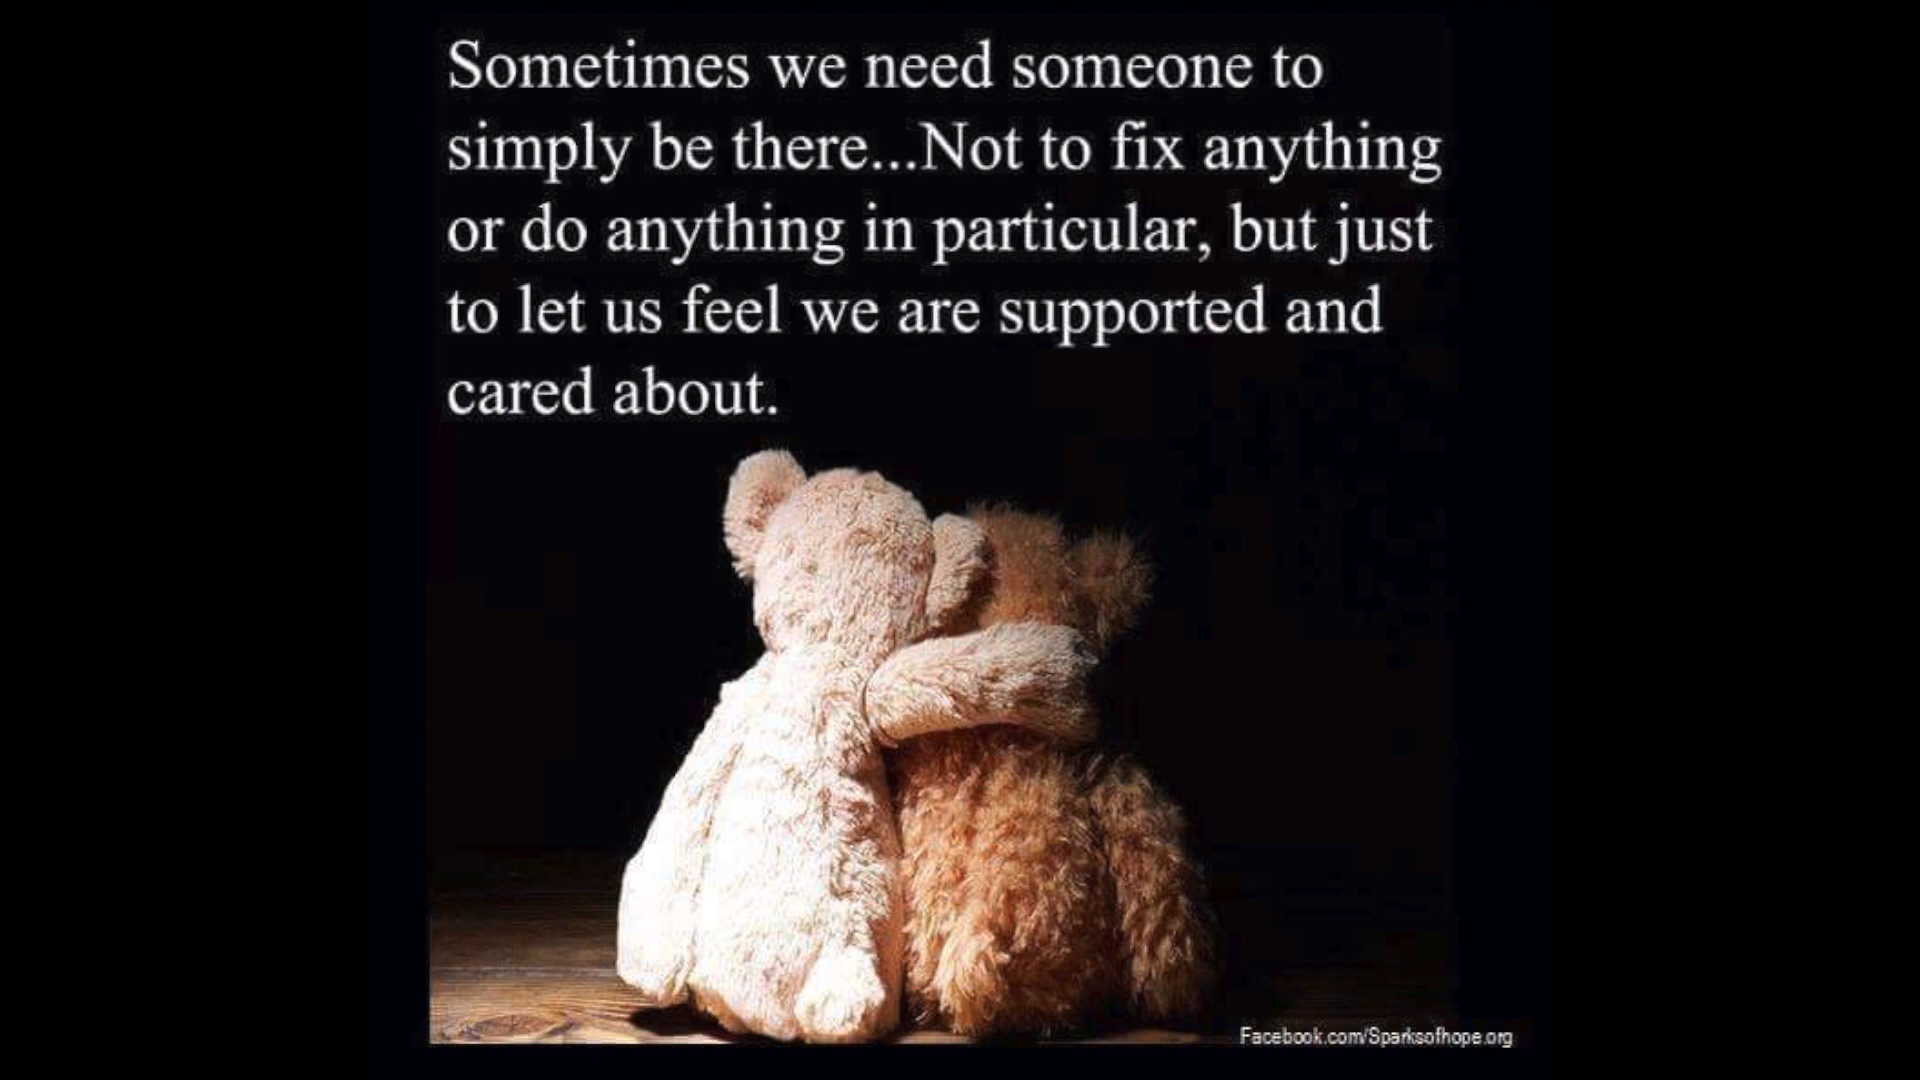 Sometimes we need someone to
simply be there...Not to fix anything
or do anything in particular, but just
to let us feel we are supported and
cared about.
Facebook.com/Sparksofhope.org